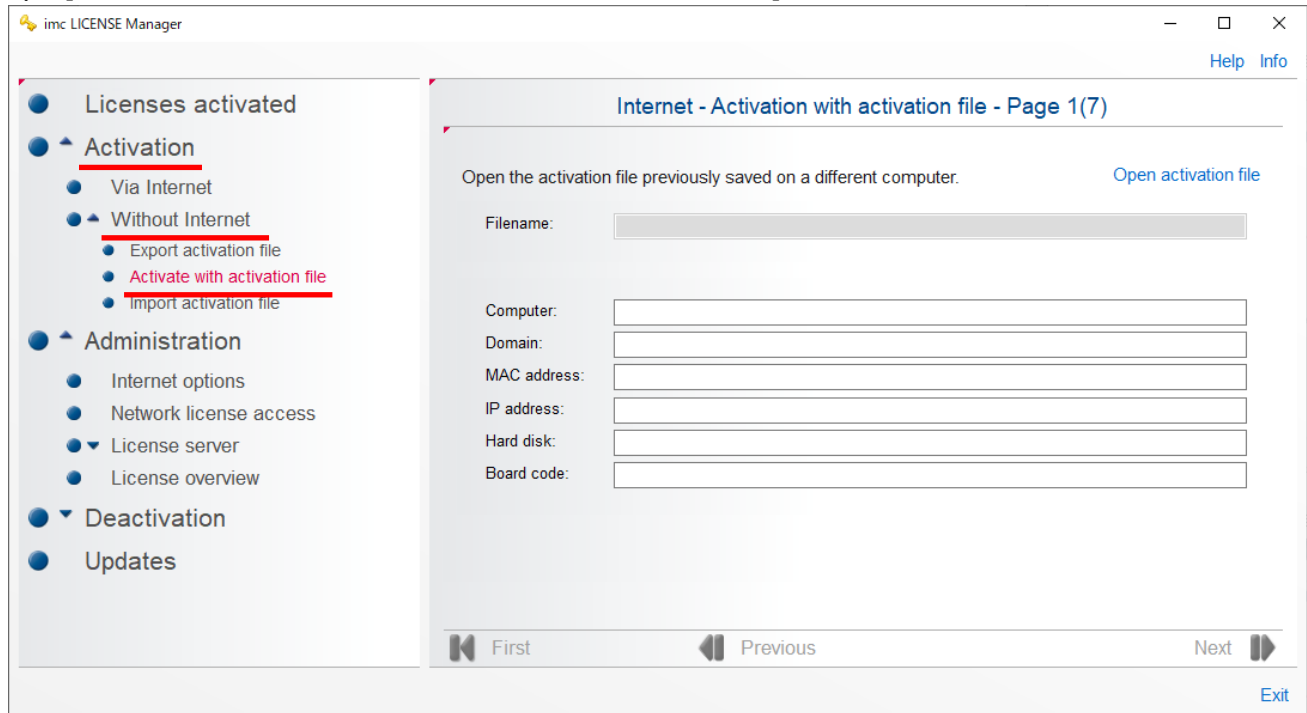 imc LICENSE Manager
Help Info
Licenses activated
Activation
Via Internet
Without Internet
Export activation file
Activate with activation file
Import activation file
Administration
Internet options
Network license access
License server
License overview
Deactivation
Updates
Internet - Activation with activation file - Page 1(7)
Open the activation file previously saved on a different computer.
Open activation file
Filename:
Computer:
Domain:
MAC address:
IP address:
Hard disk:
Board code:
First Previous Next
Exit